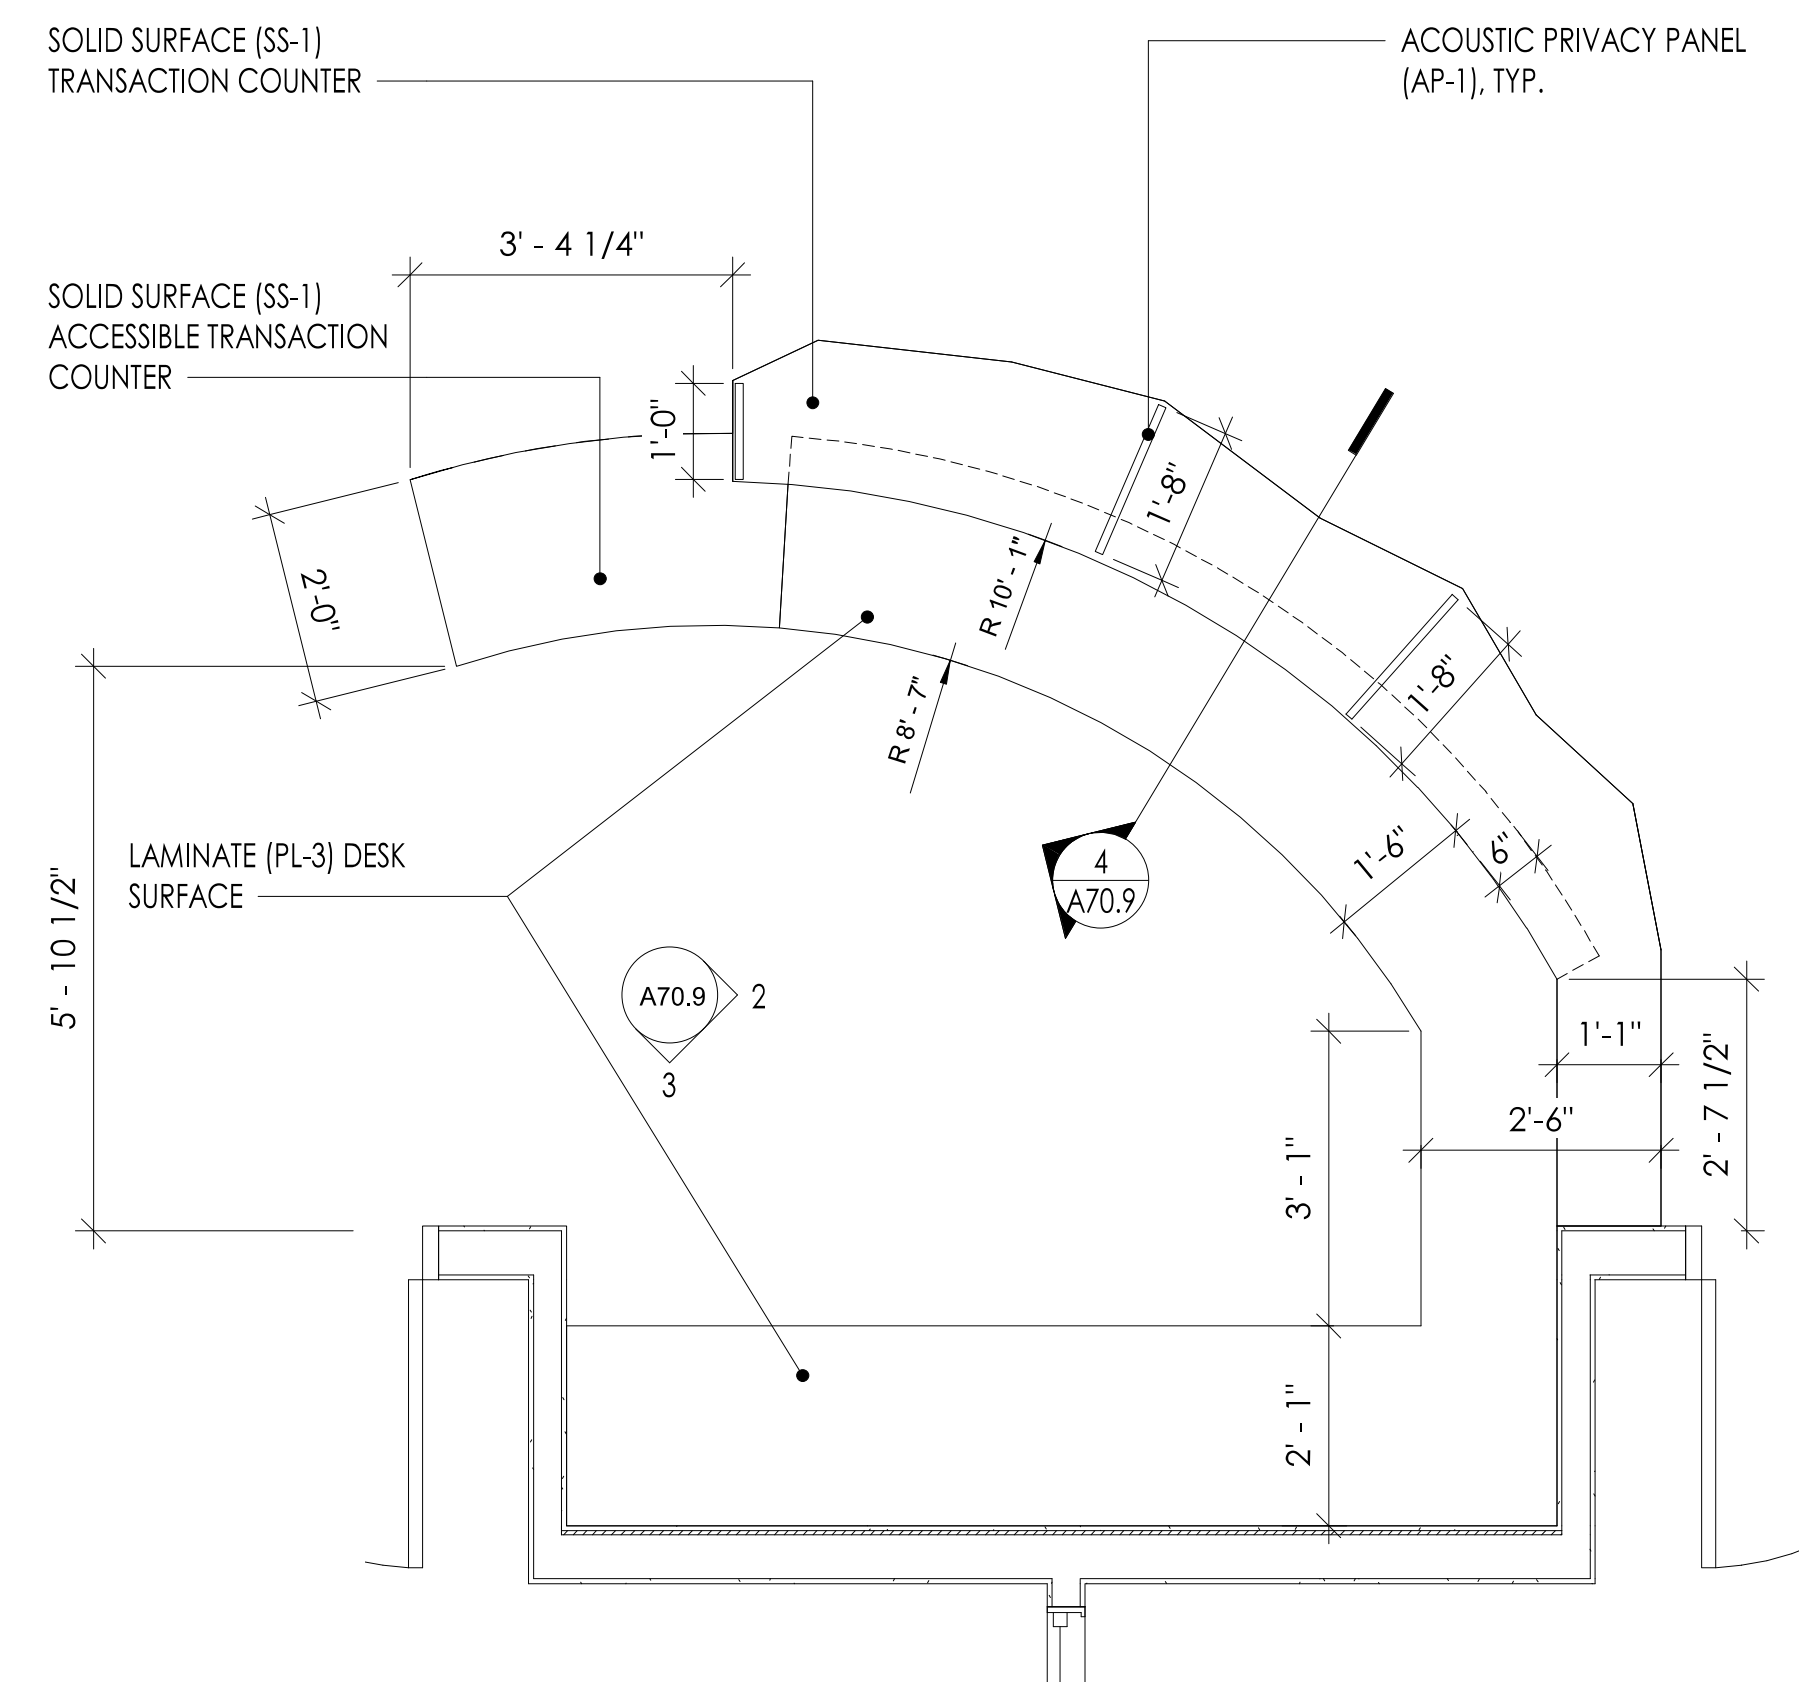 SOLID SURFACE (SS-1)
TRANSACTION COUNTER
ACOUSTIC PRIVACY PANEL
(AP-1), TYP.
3' - 4 1/4"
SOLID SURFACE (SS-1)
ACCESSIBLE TRANSACTION
COUNTER
1'-0"
1'-8"
2'-0"
R 10' - 1"
R 8' - 7"
1'-8"
LAMINATE (PL-3) DESK
SURFACE
5' - 10 1/2"
1'-6"
6"
4
A70.9
A70.9
2
3
1'-1"
2'-6"
2' - 7 1/2"
3' - 1"
2' - 1"